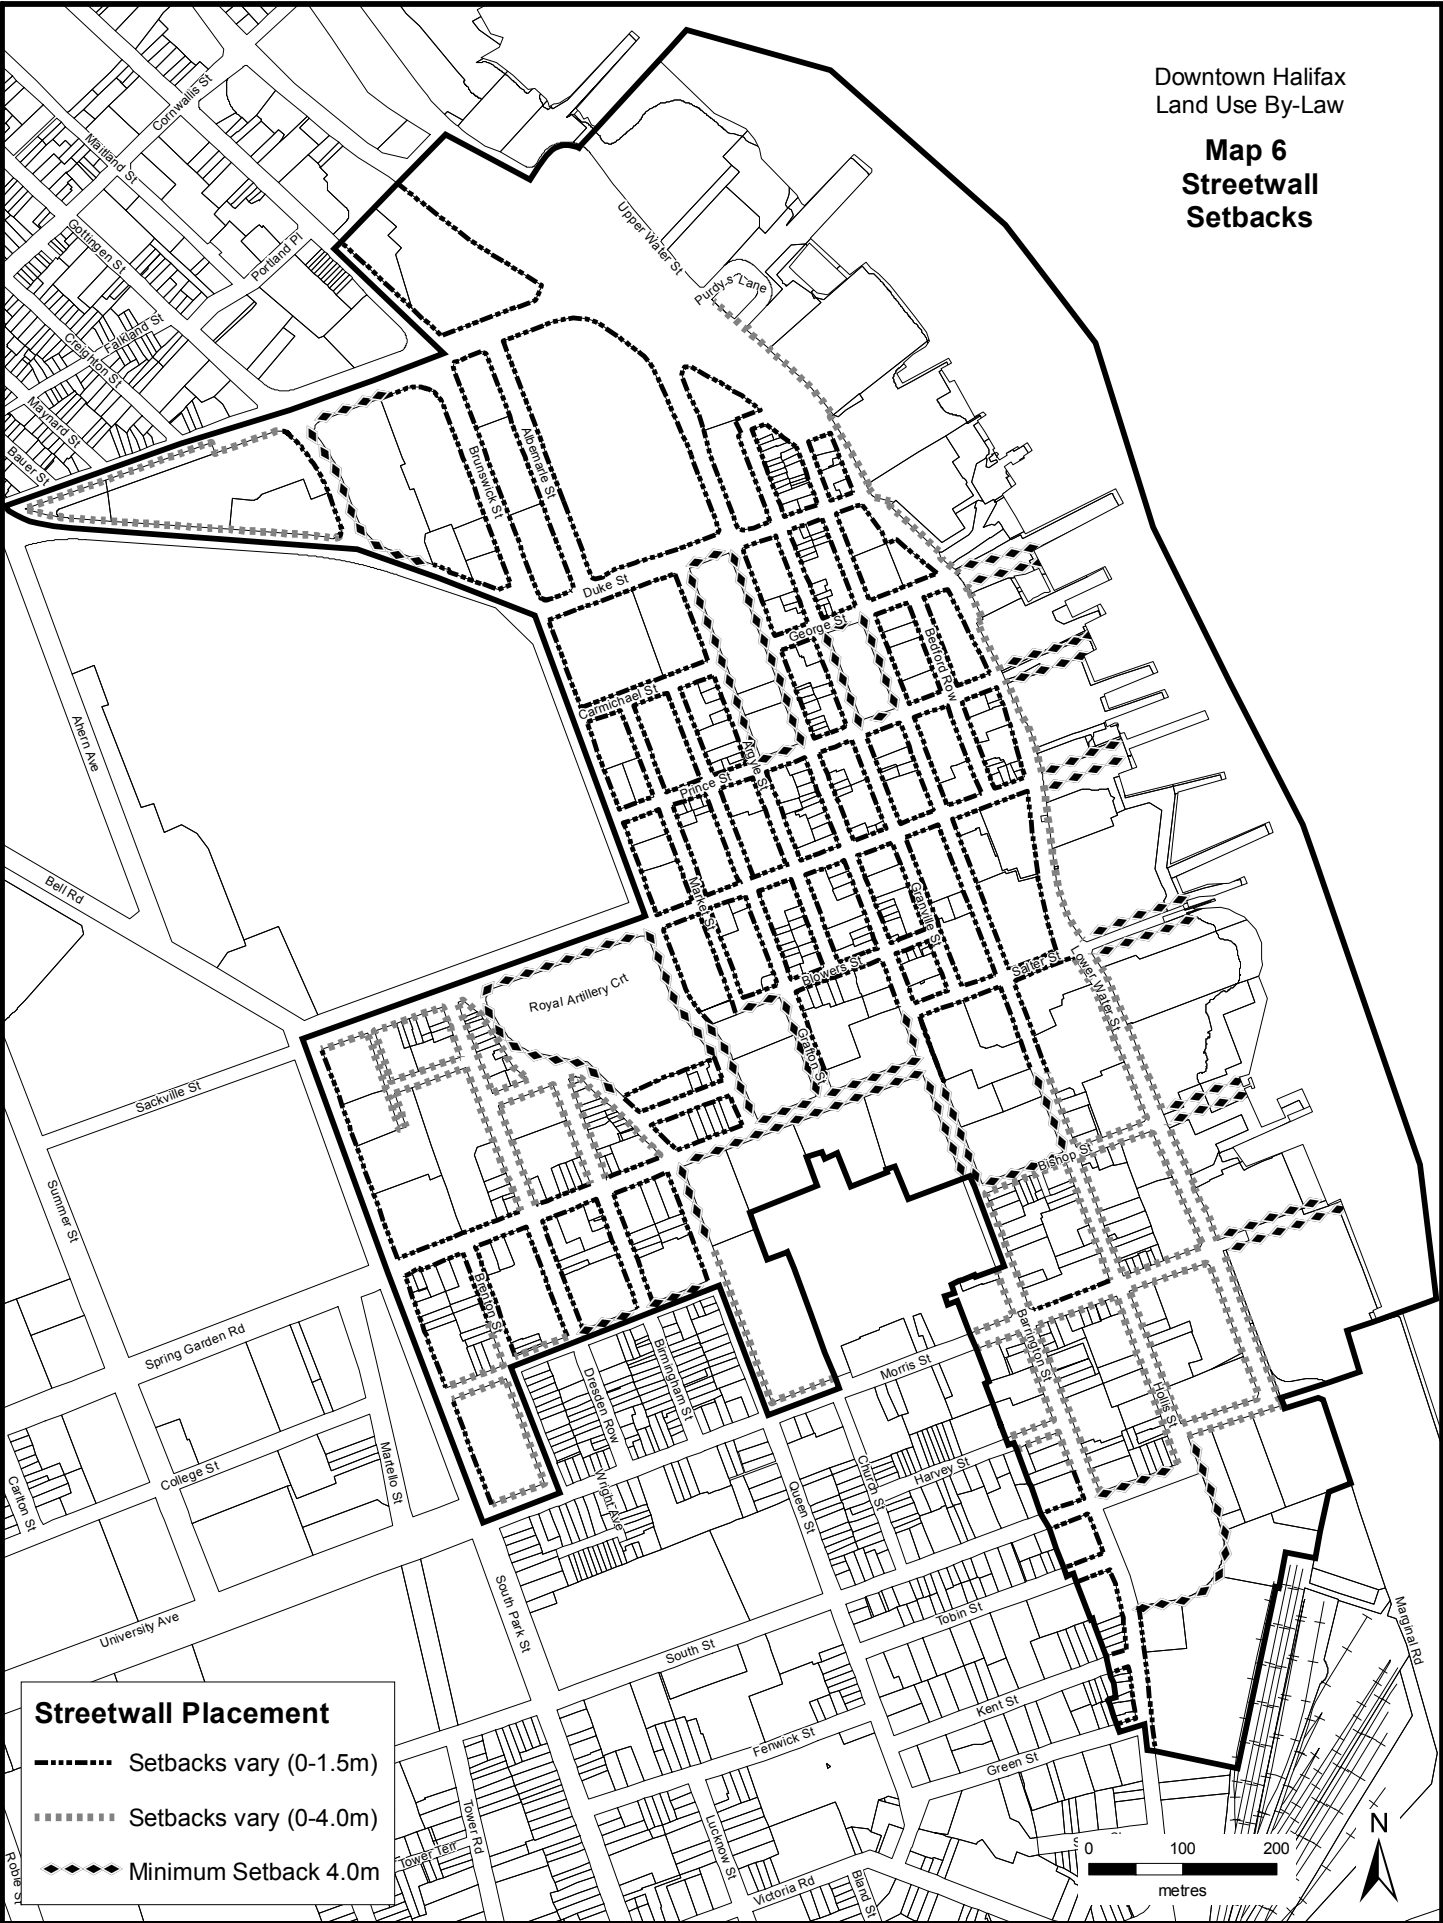 Downtown Halifax
Land Use By-Law
Map 6
Streetwall
Setbacks
Cornwallis St
Maitland St
Gottingen St
Portland Pl
Falkland St
Creighton St
Maynard St
Bauer St
Upper Water St
Purdy's Lane
Brunswick St
Albemarle St
Duke St
George St
Bedford Row
Carmichael St
Argyle St
Prince St
Ahern Ave
Bell Rd
Market St
Granville St
Blowers St
Salter St
Lower Water St
Royal Artillery Crt
Grafton St
Sackville St
Summer St
Bishop St
Brenton St
Spring Garden Rd
Barrington St
Birmingham St
Dresden Row
Morris St
Hollis St
Martello St
College St
Carlton St
Wright Ave
Queen St
Church St
Harvey St
South Park St
University Ave
Tobin St
South St
Marginal Rd
Kent St
Fenwick St
Green St
Tower Rd
Tower Terr
Lucknow St
Victoria Rd
Bland St
Streetwall Placement
Setbacks vary (0-1.5m)
Setbacks vary (0-4.0m)
Minimum Setback 4.0m
0 100 200
metres
N